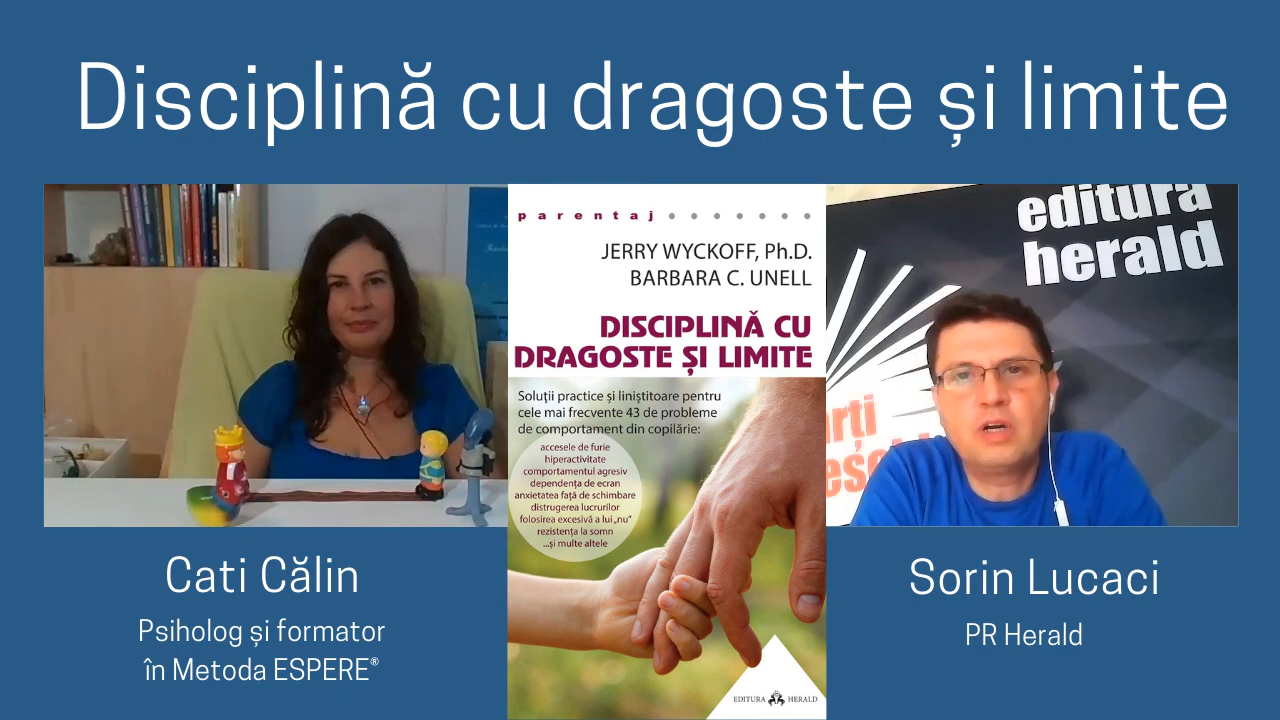 Disciplină cu dragoste și limite
parentaj
JERRY WYCKOFF, Ph.D.
BARBARA C. UNELL
DISCIPLINĂ CU
DRAGOSTE ȘI LIMITE
Soluții practice și liniștitoare pentru
cele mai frecvente 43 de probleme
de comportament din copilărie:
accesele de furie
hiperactivitate
comportamentul agresiv
dependența de ecran
anxietatea față de schimbare
distrugerea lucrurilor
folosirea excesivă a lui „nu”
rezistența la somn
...și multe altele
EDITURA HERALD
editura
herald
Cati Călin
Psiholog și formator
în Metoda ESPERE®
Sorin Lucaci
PR Herald